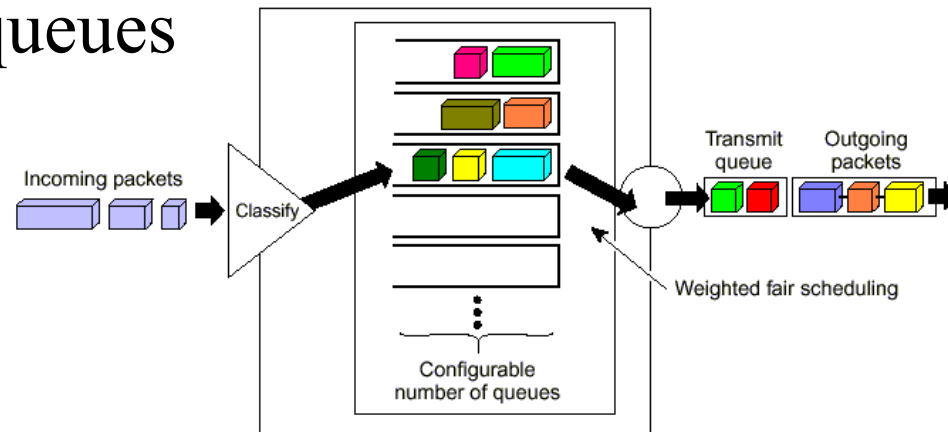 queues
Incoming packets
Classify
Transmit
queue
Outgoing
packets
Weighted fair scheduling
Configurable
number of queues